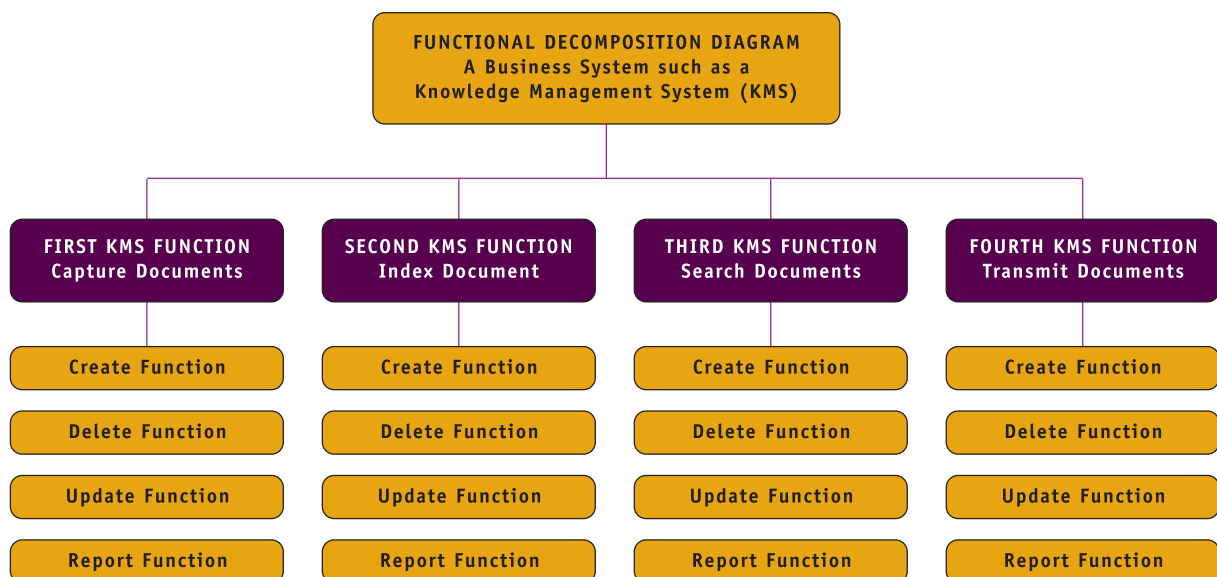 FUNCTIONAL DECOMPOSITION DIAGRAM
A Business System such as a
Knowledge Management System (KMS)
FIRST KMS FUNCTION
Capture Documents
SECOND KMS FUNCTION
Index Document
THIRD KMS FUNCTION
Search Documents
FOURTH KMS FUNCTION
Transmit Documents
Create Function
Create Function
Create Function
Create Function
Delete Function
Delete Function
Delete Function
Delete Function
Update Function
Update Function
Update Function
Update Function
Report Function
Report Function
Report Function
Report Function